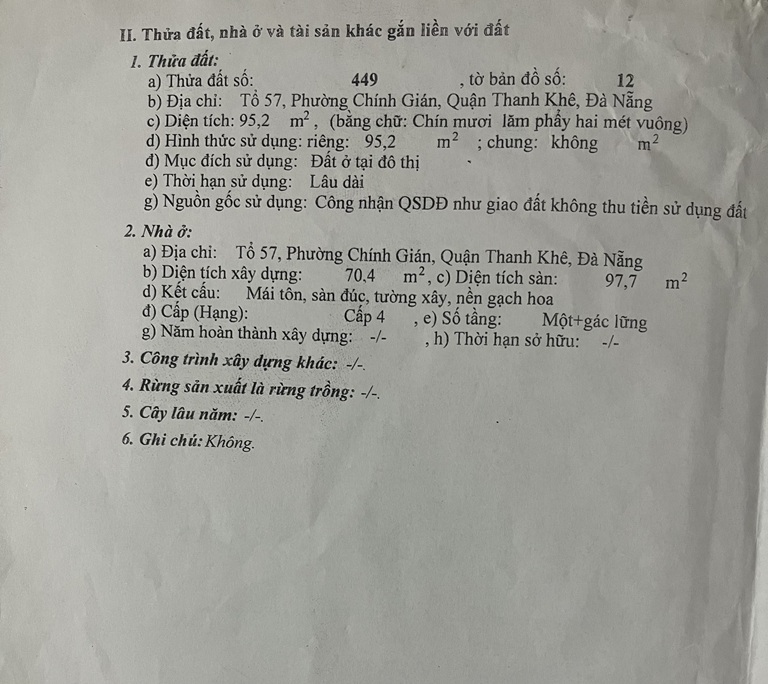 II. Thửa đất, nhà ở và tài sản khác gắn liền với đất
1. Thửa đất:
a) Thửa đất số: 449 , tờ bản đồ số: 12
b) Địa chỉ: Tổ 57, Phường Chính Gián, Quận Thanh Khê, Đà Nẵng
c) Diện tích: 95,2 m², (bằng chữ: Chín mươi lăm phẩy hai mét vuông)
d) Hình thức sử dụng: riêng: 95,2 m² ; chung: không m²
đ) Mục đích sử dụng: Đất ở tại đô thị
e) Thời hạn sử dụng: Lâu dài
g) Nguồn gốc sử dụng: Công nhận QSDĐ như giao đất không thu tiền sử dụng đất
2. Nhà ở:
a) Địa chỉ: Tổ 57, Phường Chính Gián, Quận Thanh Khê, Đà Nẵng
b) Diện tích xây dựng: 70,4 m², c) Diện tích sàn: 97,7 m²
d) Kết cấu: Mái tôn, sàn đúc, tường xây, nền gạch hoa
đ) Cấp (Hạng): Cấp 4 , e) Số tầng: Một+gác lững
g) Năm hoàn thành xây dựng: -/- , h) Thời hạn sở hữu: -/-
3. Công trình xây dựng khác: -/-.
4. Rừng sản xuất là rừng trồng: -/-.
5. Cây lâu năm: -/-.
6. Ghi chú: Không.